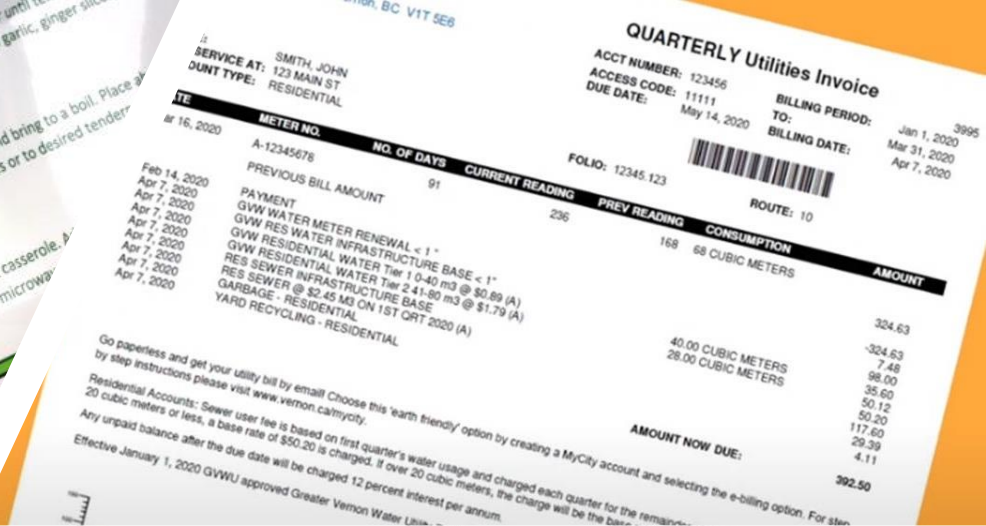 until
garlic, ginger
d bring to a boil. Place
s or to desired
casserole.
BC V1T 5E6
QUARTERLY Utilities Invoice
ACCT NUMBER: 123456
ACCESS CODE: 11111
DUE DATE: May 14, 2020
3995
BILLING PERIOD: Jan 1, 2020
TO: Mar 31, 2020
BILLING DATE: Apr 7, 2020
SMITH, JOHN
SERVICE AT: 123 MAIN ST
OUNT TYPE: RESIDENTIAL
FOLIO: 12345.123
ROUTE: 10
TE METER NO. NO. OF DAYS CURRENT READING PREV READING CONSUMPTION AMOUNT
ar 16, 2020 A-12345678 91 236 168 68 CUBIC METERS
PREVIOUS BILL AMOUNT 324.63
Feb 14, 2020 PAYMENT -324.63
Apr 7, 2020 GVW WATER METER RENEWAL < 1" 7.48
Apr 7, 2020 GVW RES WATER INFRASTRUCTURE BASE < 1" 98.00
Apr 7, 2020 GVW RESIDENTIAL WATER Tier 1 0-40 m3 @ $0.89 (A) 40.00 CUBIC METERS 35.60
Apr 7, 2020 GVW RESIDENTIAL WATER Tier 2 41-80 m3 @ $1.79 (A) 28.00 CUBIC METERS 50.12
Apr 7, 2020 RES SEWER INFRASTRUCTURE BASE 50.20
Apr 7, 2020 RES SEWER @ $2.45 M3 ON 1ST QRT 2020 (A) 117.60
Apr 7, 2020 GARBAGE - RESIDENTIAL 29.39
Apr 7, 2020 YARD RECYCLING - RESIDENTIAL 4.11
AMOUNT NOW DUE: 392.50
Go paperless and get your utility bill by email! Choose this 'earth friendly' option by creating a MyCity account and selecting the e-billing option. For step
by step instructions please visit www.vernon.ca/mycity.
Residential Accounts: Sewer user fee is based on first quarter's water usage and charged each quarter for the
20 cubic meters or less, a base rate of $50.20 is charged. If over 20 cubic meters, the charge will be the base
Any unpaid balance after the due date will be charged 12 percent interest per annum.
Effective January 1, 2020 GVWU approved Greater Vernon Water